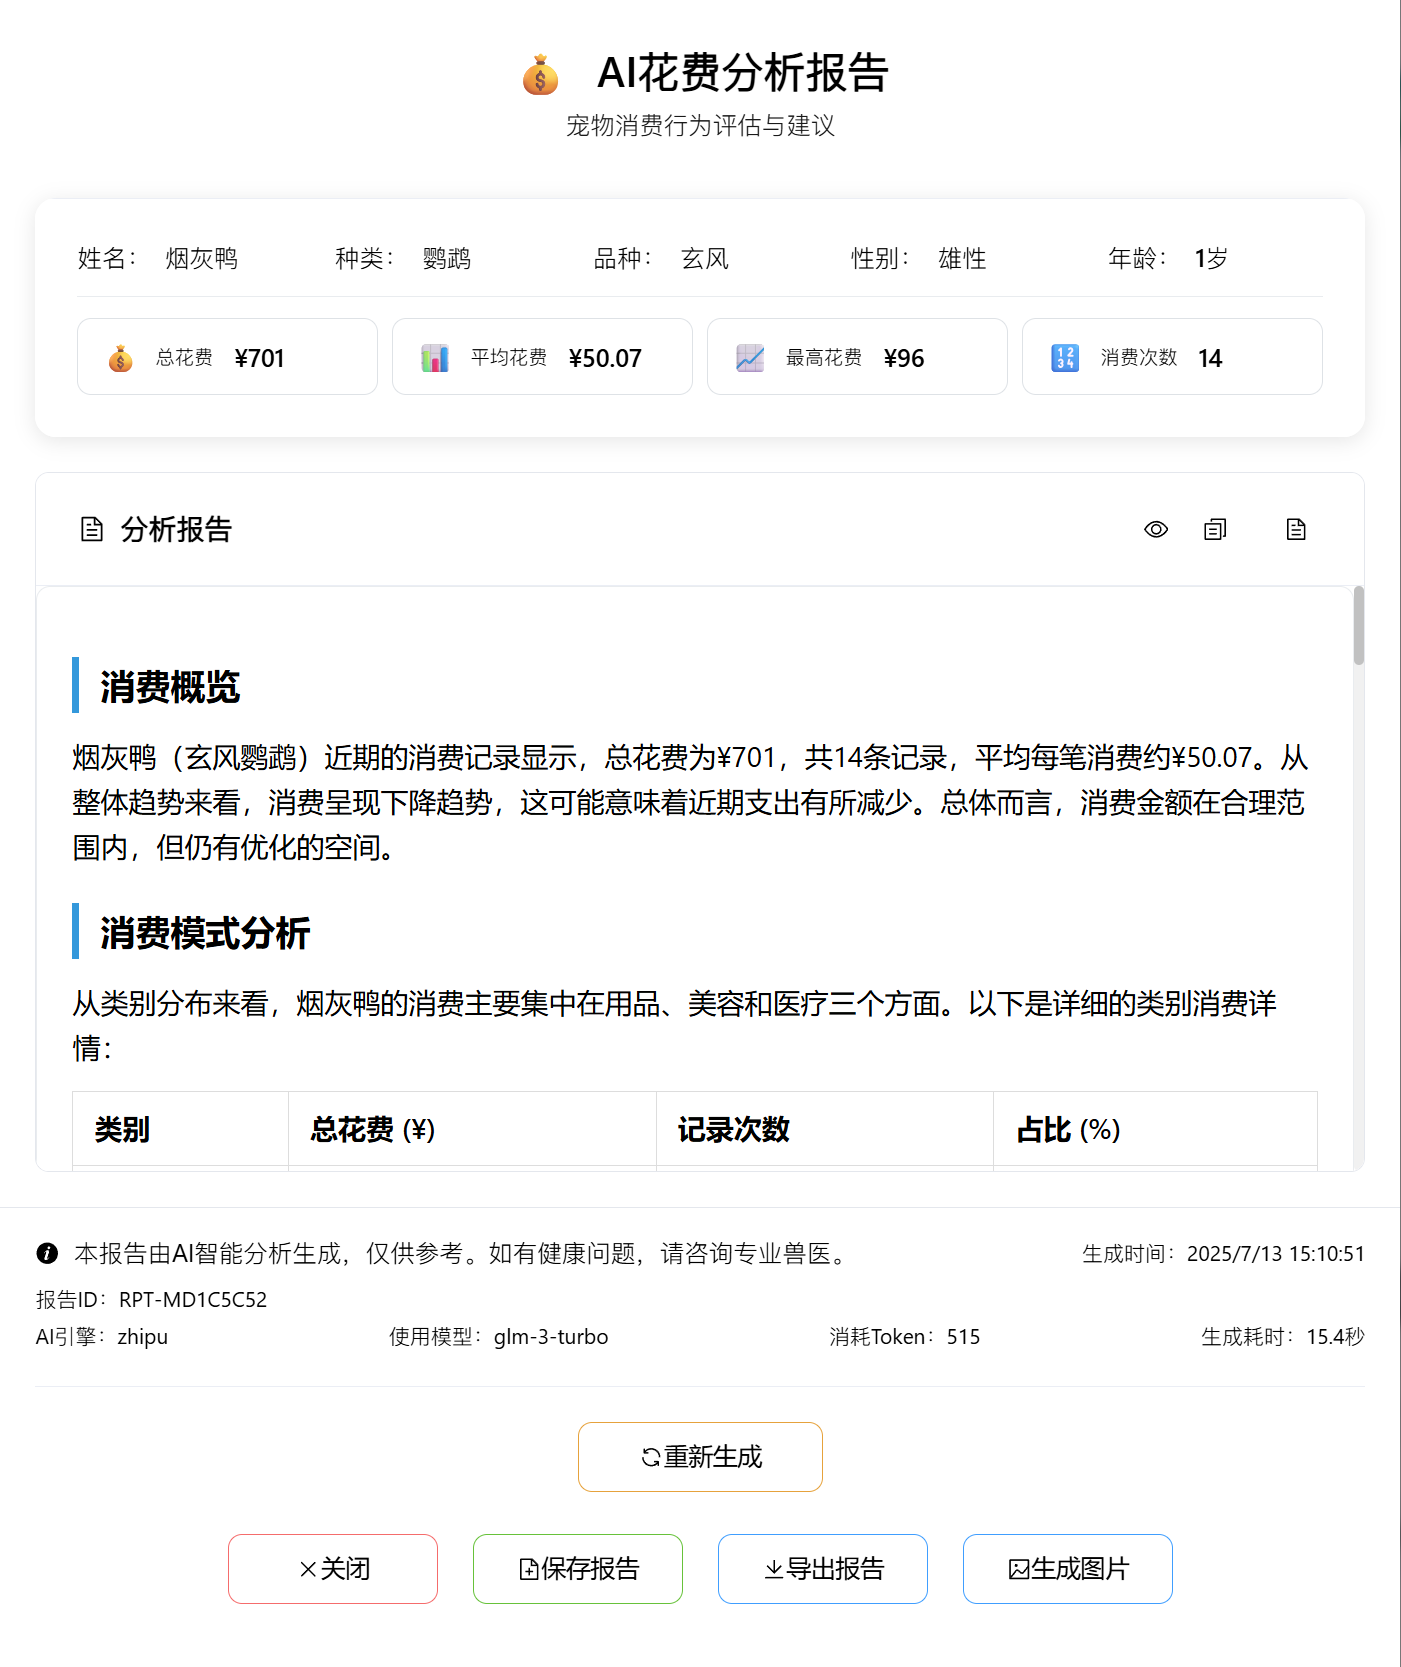 AI花费分析报告
宠物消费行为评估与建议
姓名： 烟灰鸭 种类： 鹦鹉 品种： 玄风 性别： 雄性 年龄： 1岁
总花费 ¥701 平均花费 ¥50.07 最高花费 ¥96 消费次数 14
分析报告
消费概览
烟灰鸭（玄风鹦鹉）近期的消费记录显示，总花费为¥701，共14条记录，平均每笔消费约¥50.07。从
整体趋势来看，消费呈现下降趋势，这可能意味着近期支出有所减少。总体而言，消费金额在合理范
围内，但仍有优化的空间。
消费模式分析
从类别分布来看，烟灰鸭的消费主要集中在用品、美容和医疗三个方面。以下是详细的类别消费详
情：
类别 总花费 (¥) 记录次数 占比 (%)
本报告由AI智能分析生成，仅供参考。如有健康问题，请咨询专业兽医。 生成时间：2025/7/13 15:10:51
报告ID：RPT-MD1C5C52
AI引擎：zhipu 使用模型：glm-3-turbo 消耗Token：515 生成耗时：15.4秒
重新生成
关闭 保存报告 导出报告 生成图片